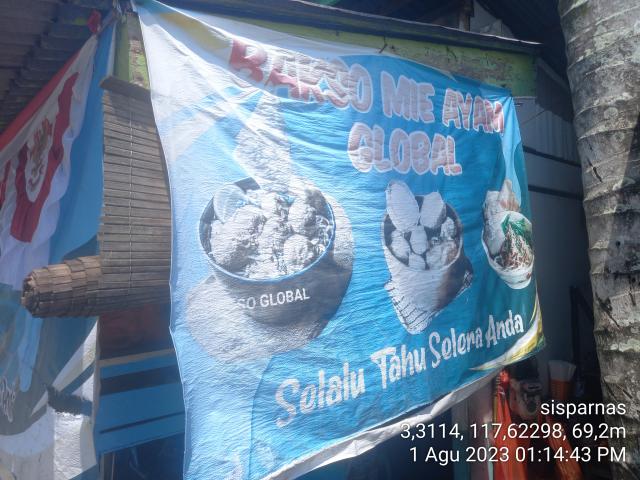 BAKSO MIE AYAM
GLOBAL
SO GLOBAL
Selalu Tahu Selera Anda
sisparnas
3,3114, 117,62298, 69,2m
1 Agu 2023 01:14:43 PM